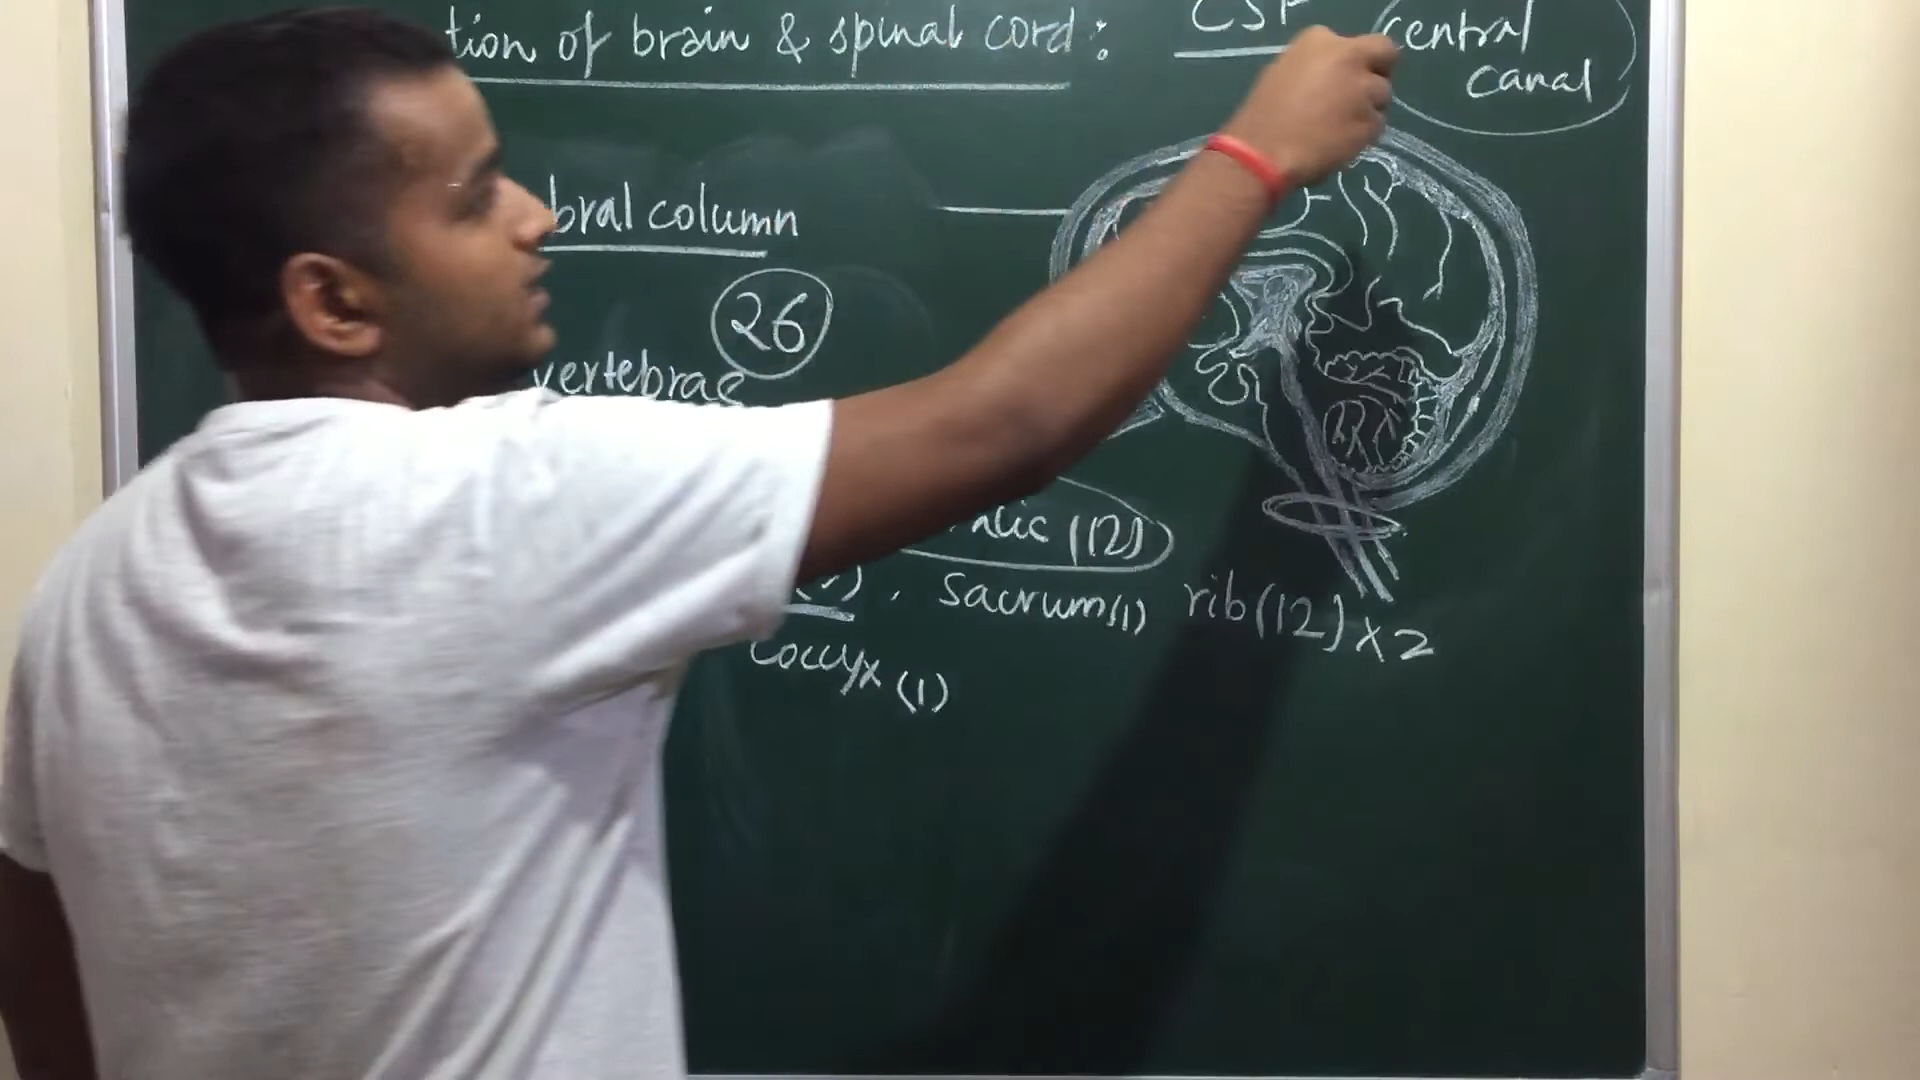 tion of brain & spinal cord :
CSF
central
canal
bral column
26
vertebrae
(12)
Sacrum (1)
rib (12) x 2
coccyx (1)